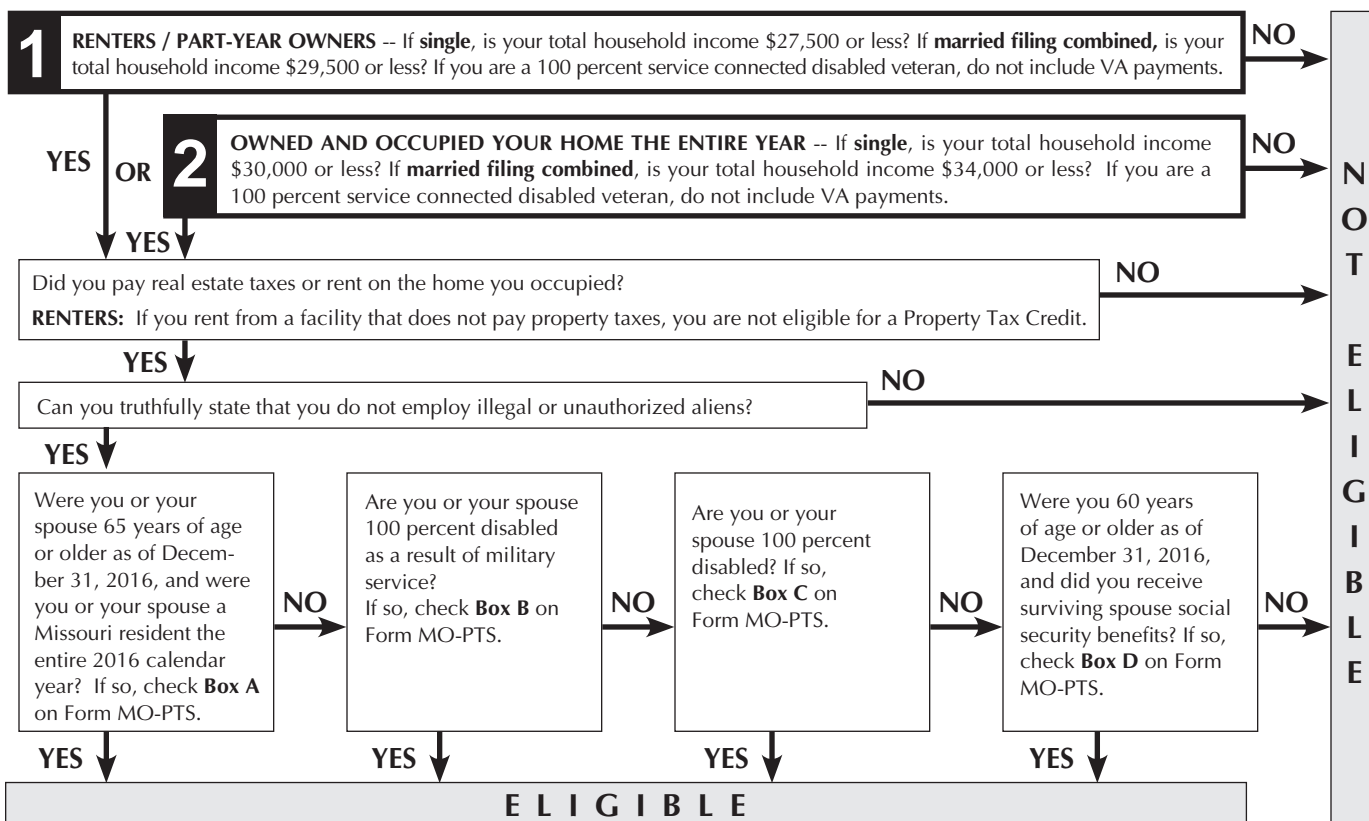 1
RENTERS / PART-YEAR OWNERS -- If single, is your total household income $27,500 or less? If married filing combined, is your
total household income $29,500 or less? If you are a 100 percent service connected disabled veteran, do not include VA payments.
NO
YES
OR
2
OWNED AND OCCUPIED YOUR HOME THE ENTIRE YEAR -- If single, is your total household income
$30,000 or less? If married filing combined, is your total household income $34,000 or less? If you are a
100 percent service connected disabled veteran, do not include VA payments.
NO
YES
Did you pay real estate taxes or rent on the home you occupied?
RENTERS: If you rent from a facility that does not pay property taxes, you are not eligible for a Property Tax Credit.
NO
YES
Can you truthfully state that you do not employ illegal or unauthorized aliens?
NO
YES
Were you or your
spouse 65 years of age
or older as of Decem-
ber 31, 2016, and were
you or your spouse a
Missouri resident the
entire 2016 calendar
year? If so, check Box A
on Form MO-PTS.
NO
Are you or your spouse
100 percent disabled
as a result of military
service?
If so, check Box B on
Form MO-PTS.
NO
Are you or your
spouse 100 percent
disabled? If so,
check Box C on
Form MO-PTS.
NO
Were you 60 years
of age or older as of
December 31, 2016,
and did you receive
surviving spouse social
security benefits? If so,
check Box D on Form
MO-PTS.
NO
YES
YES
YES
YES
ELIGIBLE
NOT ELIGIBLE